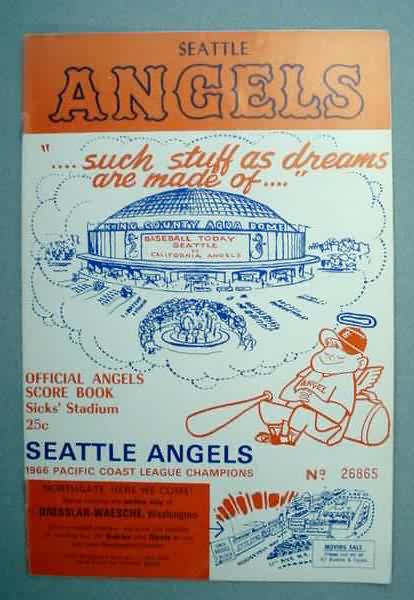 SEATTLE
ANGELS
".... such stuff as dreams
are made of ...."
KING COUNTY AQUA DOME
BASEBALL TODAY
SEATTLE
VS
CALIFORNIA ANGELS
ANGEL
OFFICIAL ANGELS
SCORE BOOK
Sicks' Stadium
25c
SEATTLE ANGELS
1966 PACIFIC COAST LEAGUE CHAMPIONS
No 26865
NORTHGATE, HERE WE COME!
DRENSLAR-WAESCHE, Washington
MOVING SALE